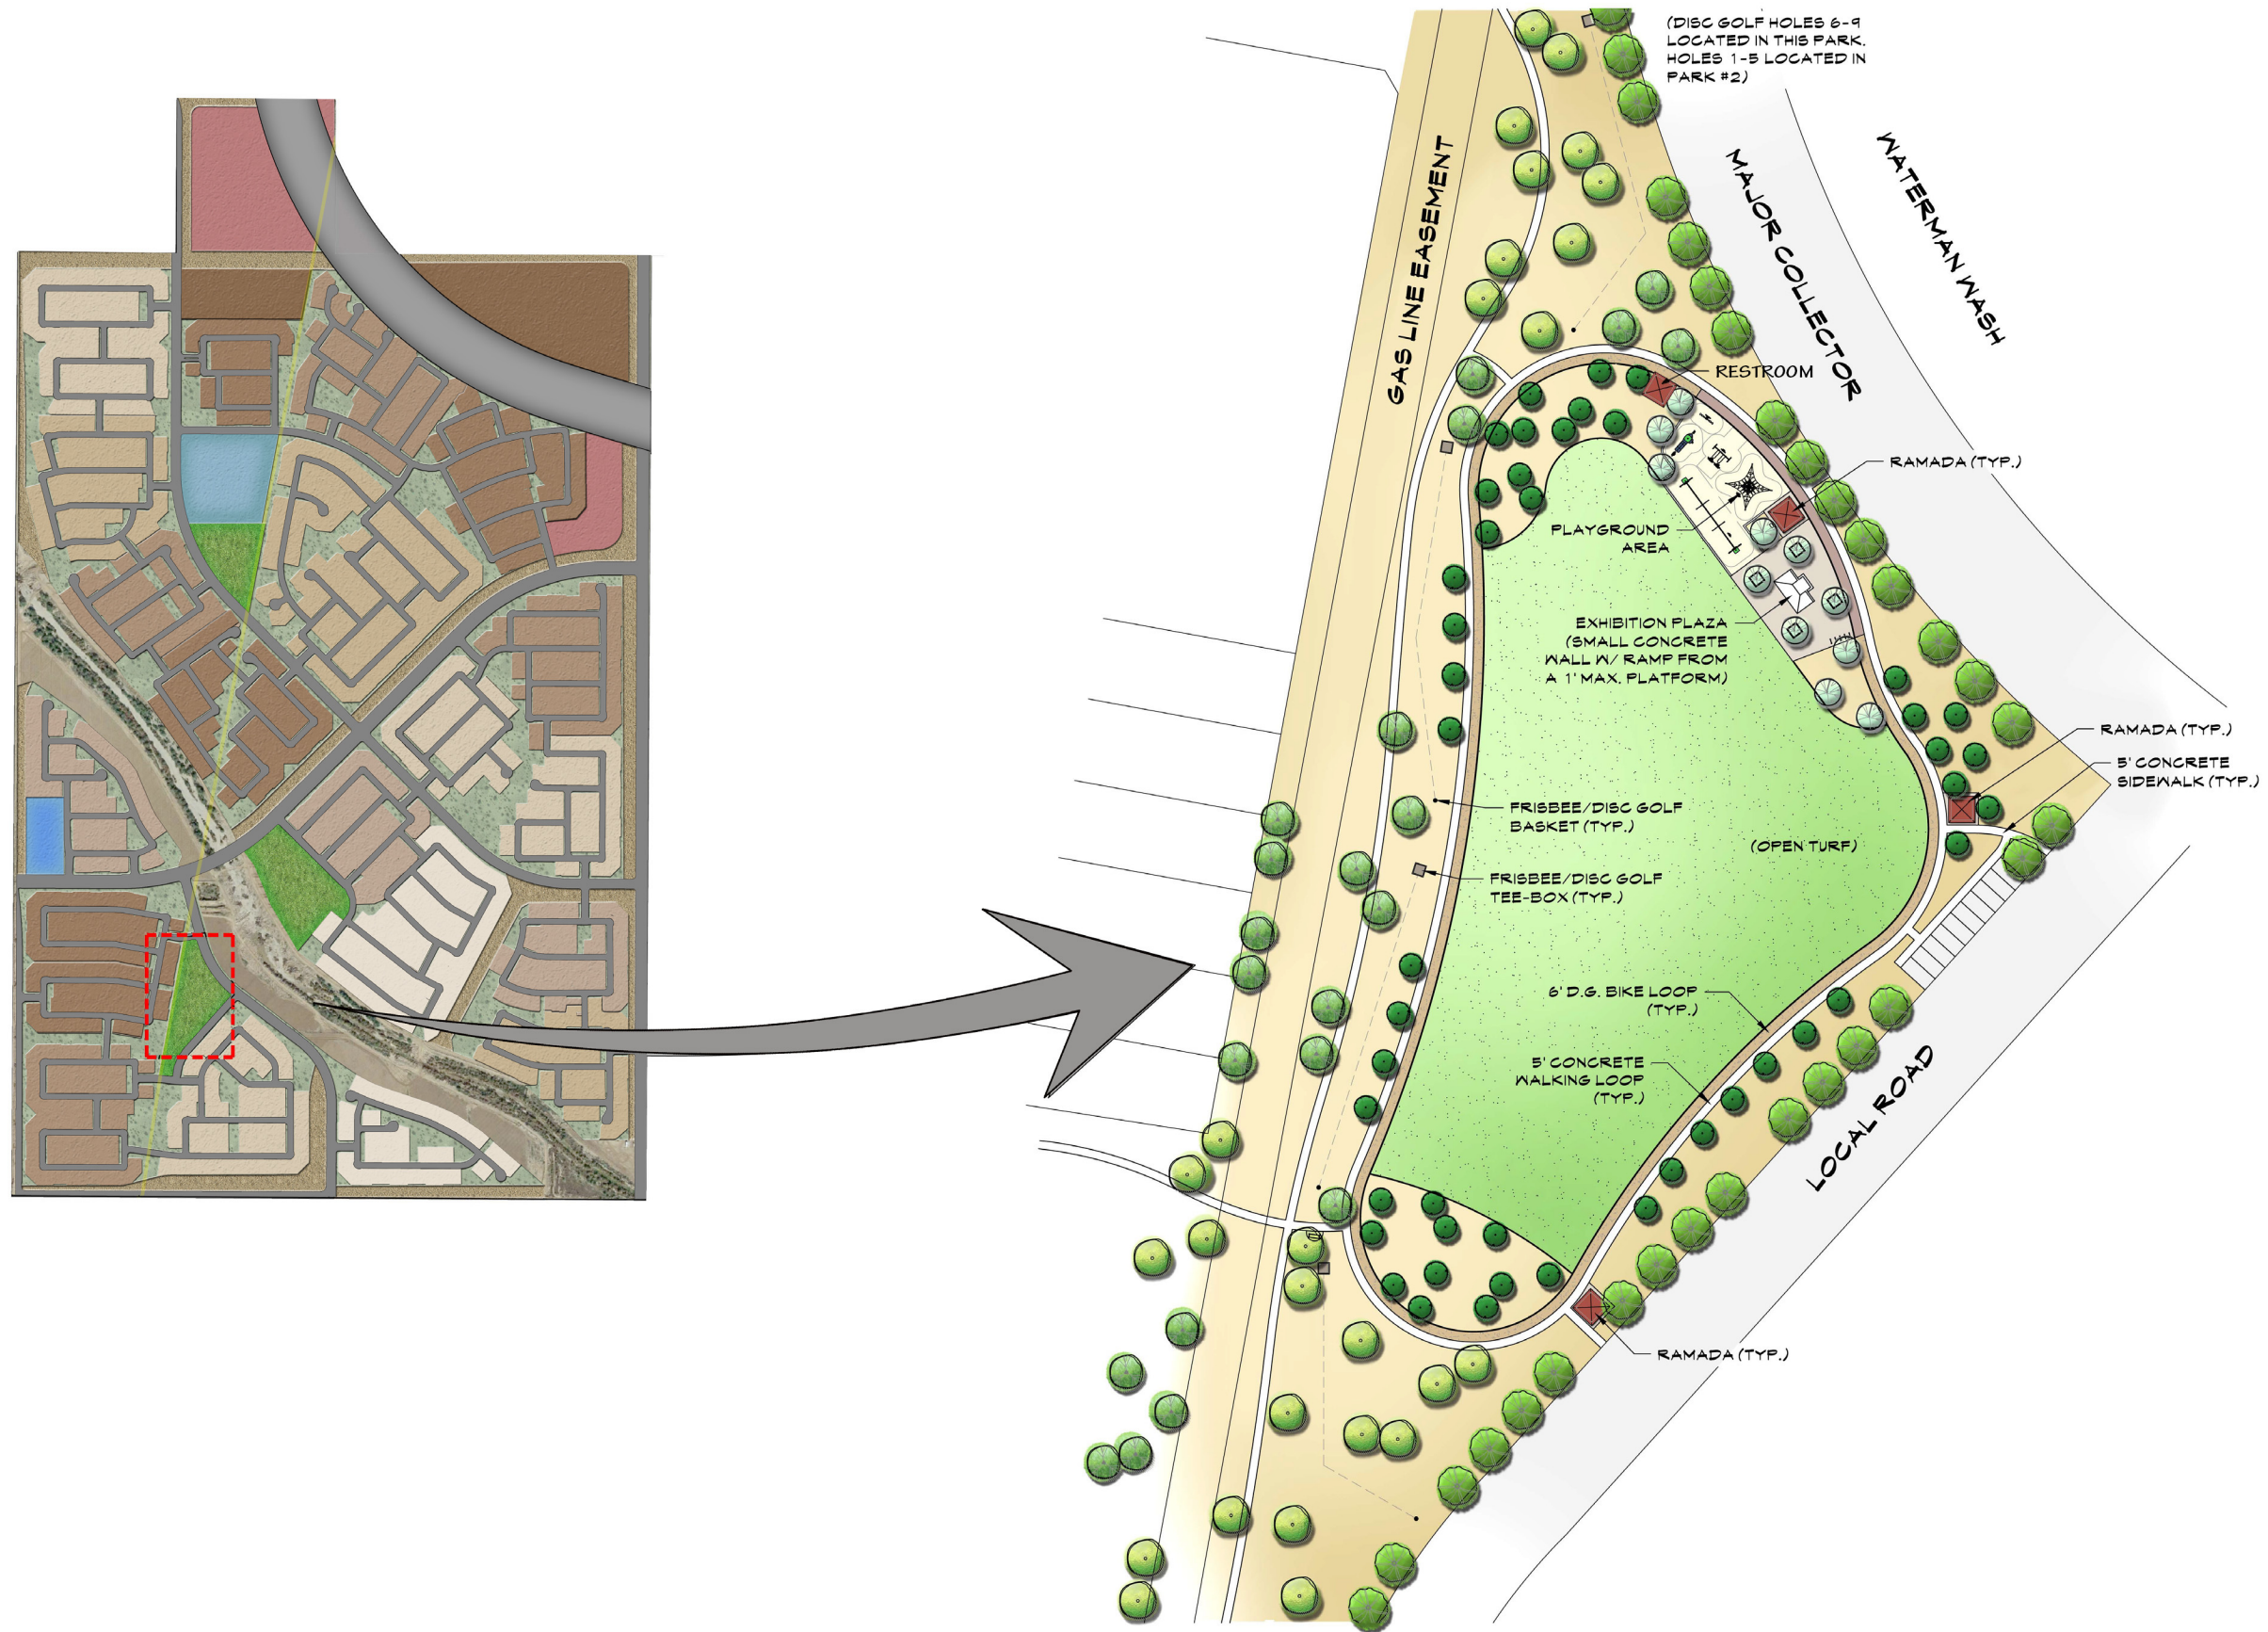 (DISC GOLF HOLES 6-9
LOCATED IN THIS PARK.
HOLES 1-5 LOCATED IN
PARK #2)
WATERMAN WASH
MAJOR COLLECTOR
GAS LINE EASEMENT
RESTROOM
RAMADA (TYP.)
PLAYGROUND
AREA
EXHIBITION PLAZA
(SMALL CONCRETE
WALL W/ RAMP FROM
A 1' MAX. PLATFORM)
RAMADA (TYP.)
5' CONCRETE
SIDEWALK (TYP.)
FRISBEE/DISC GOLF
BASKET (TYP.)
(OPEN TURF)
FRISBEE/DISC GOLF
TEE-BOX (TYP.)
6' D.G. BIKE LOOP
(TYP.)
5' CONCRETE
WALKING LOOP
(TYP.)
LOCAL ROAD
RAMADA (TYP.)